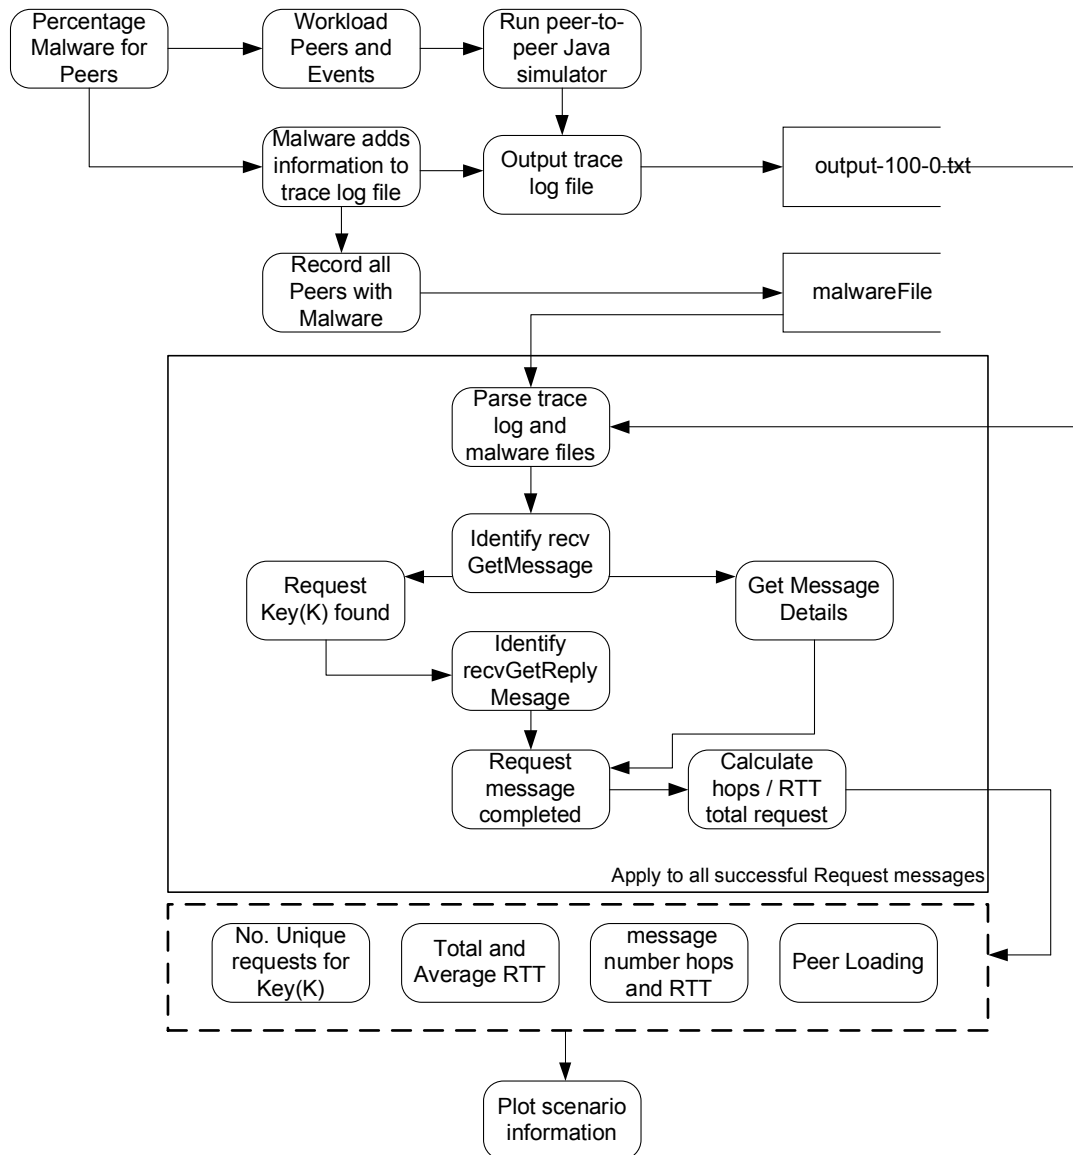 Percentage
Malware for
Peers
Workload
Peers and
Events
Run peer-to-
peer Java
simulator
Malware adds
information to
trace log file
Output trace
log file
output-100-0.txt
Record all
Peers with
Malware
malwareFile
Parse trace
log and
malware files
Identify recv
GetMessage
Request
Key(K) found
Get Message
Details
Identify
recvGetReply
Mesage
Request
message
completed
Calculate
hops / RTT
total request
Apply to all successful Request messages
No. Unique
requests for
Key(K)
Total and
Average RTT
message
number hops
and RTT
Peer Loading
Plot scenario
information